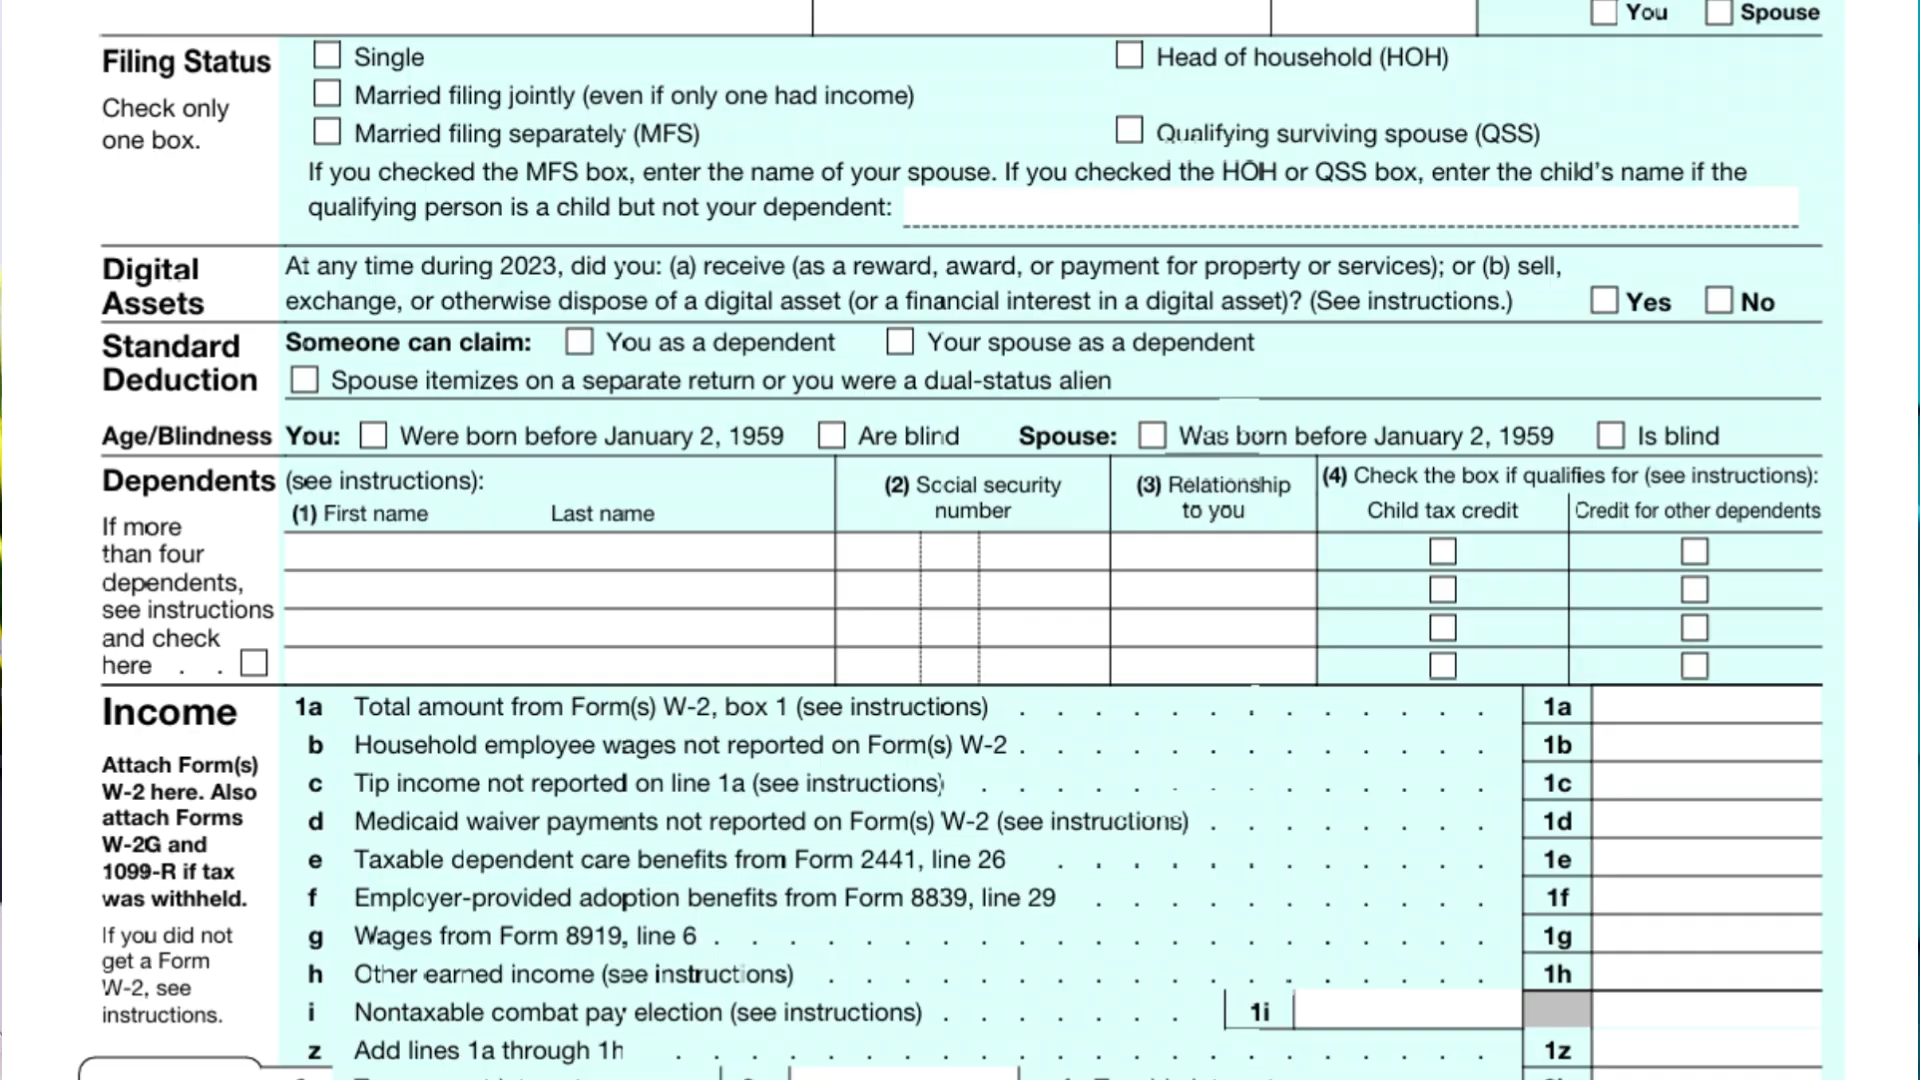 You Spouse
Filing Status
Check only
one box.
Single
Head of household (HOH)
Married filing jointly (even if only one had income)
Married filing separately (MFS)
Qualifying surviving spouse (QSS)
If you checked the MFS box, enter the name of your spouse. If you checked the HOH or QSS box, enter the child's name if the
qualifying person is a child but not your dependent:
Digital
Assets
At any time during 2023, did you: (a) receive (as a reward, award, or payment for property or services); or (b) sell,
exchange, or otherwise dispose of a digital asset (or a financial interest in a digital asset)? (See instructions.) Yes No
Standard
Deduction
Someone can claim: You as a dependent Your spouse as a dependent
Spouse itemizes on a separate return or you were a dual-status alien
Age/Blindness You: Were born before January 2, 1959 Are blind Spouse: Was born before January 2, 1959 Is blind
Dependents (see instructions):
(1) First name Last name
(2) Social security
number
(3) Relationship
to you
(4) Check the box if qualifies for (see instructions):
Child tax credit Credit for other dependents
If more
than four
dependents,
see instructions
and check
here . .
Income
Attach Form(s)
W-2 here. Also
attach Forms
W-2G and
1099-R if tax
was withheld.
If you did not
get a Form
W-2, see
instructions.
1a Total amount from Form(s) W-2, box 1 (see instructions) . . . . . . . . . . . . . 1a
b Household employee wages not reported on Form(s) W-2 . . . . . . . . . . . . . 1b
c Tip income not reported on line 1a (see instructions) . . . . . . . . . . . . . . 1c
d Medicaid waiver payments not reported on Form(s) W-2 (see instructions) . . . . . . . . 1d
e Taxable dependent care benefits from Form 2441, line 26 . . . . . . . . . . . . 1e
f Employer-provided adoption benefits from Form 8839, line 29 . . . . . . . . . . . 1f
g Wages from Form 8919, line 6 . . . . . . . . . . . . . . . . . . . . . 1g
h Other earned income (see instructions) . . . . . . . . . . . . . . . . . . 1h
i Nontaxable combat pay election (see instructions) . . . . . . . 1i
z Add lines 1a through 1h . . . . . . . . . . . . . . . . . . . . . . 1z